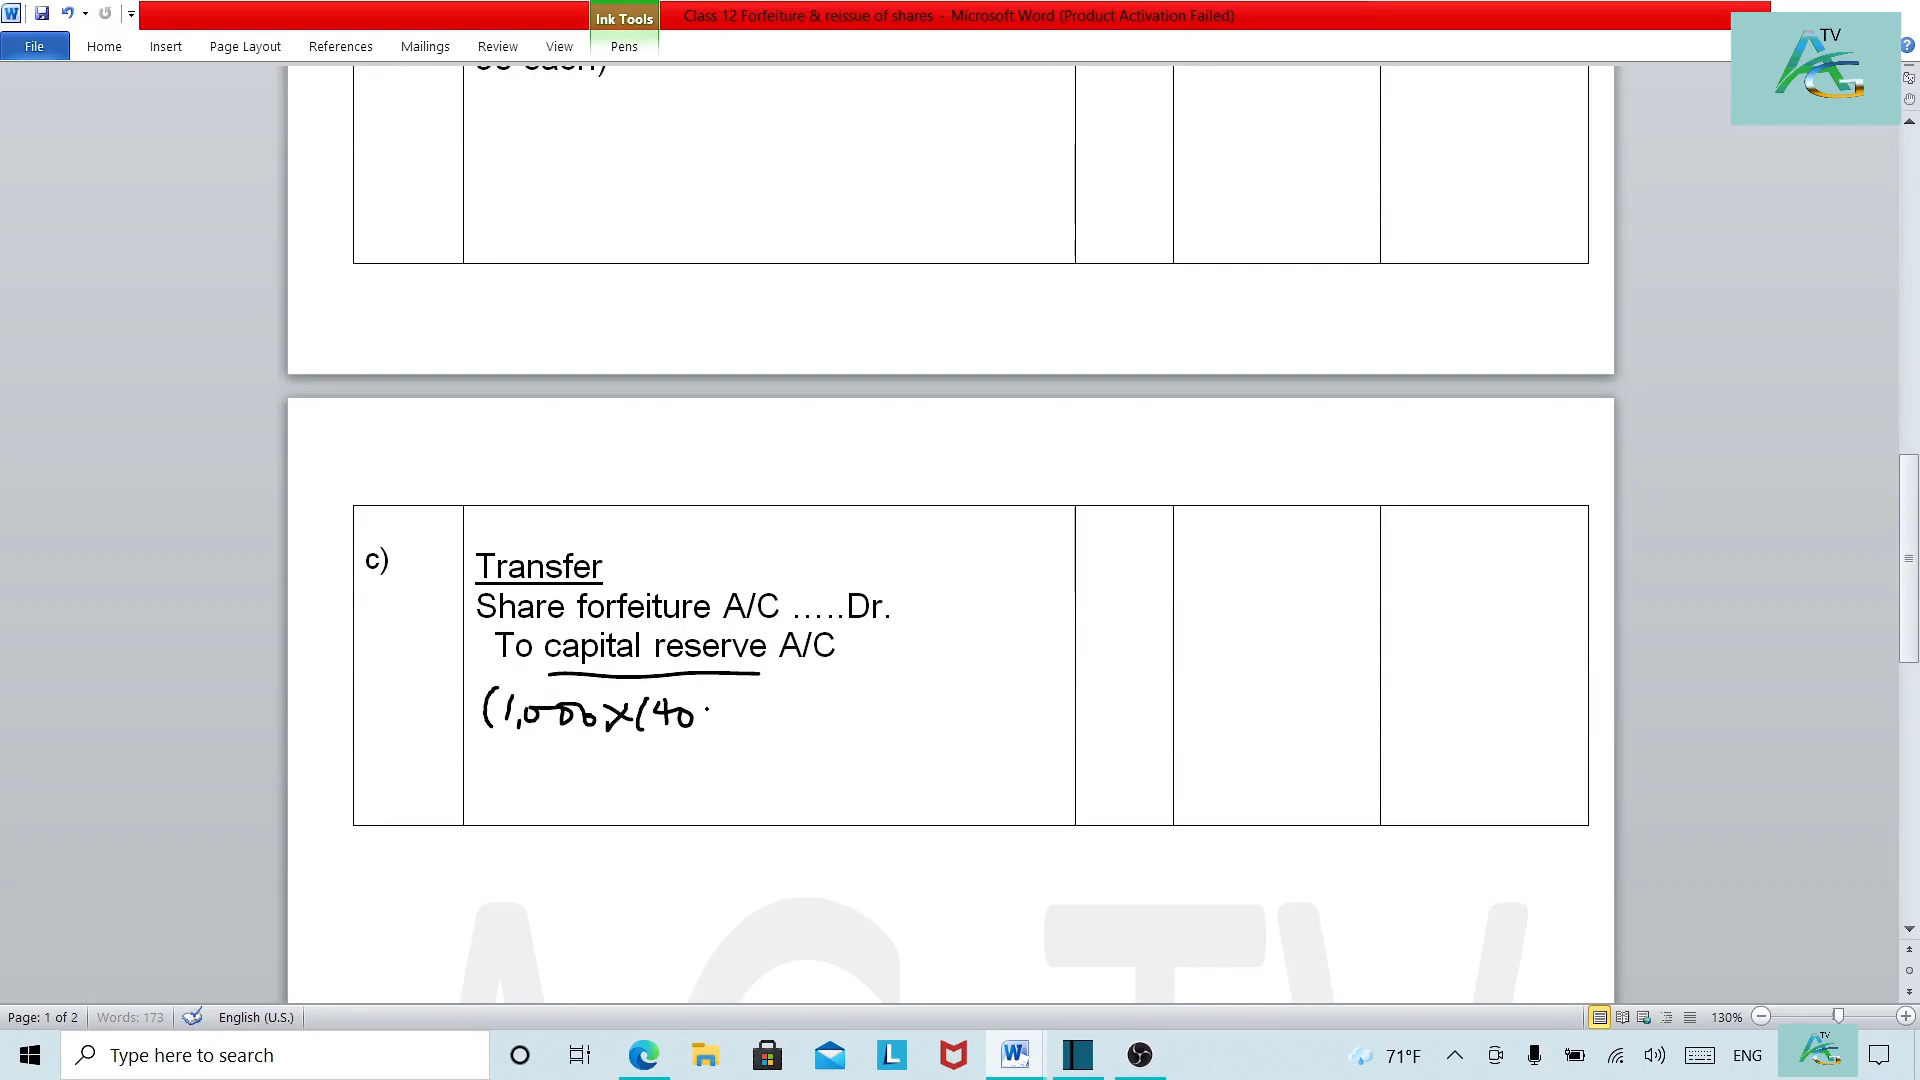 Ink Tools
Class 12 Forfeiture & reissue of shares - Microsoft Word (Product Activation Failed)
File Home Insert Page Layout References Mailings Review View Pens
TV
c)
Transfer
Share forfeiture A/C .....Dr.
To capital reserve A/C
(1,000x(40
Page: 1 of 2 Words: 173 English (U.S.) 130%
Type here to search
71°F
ENG
TV